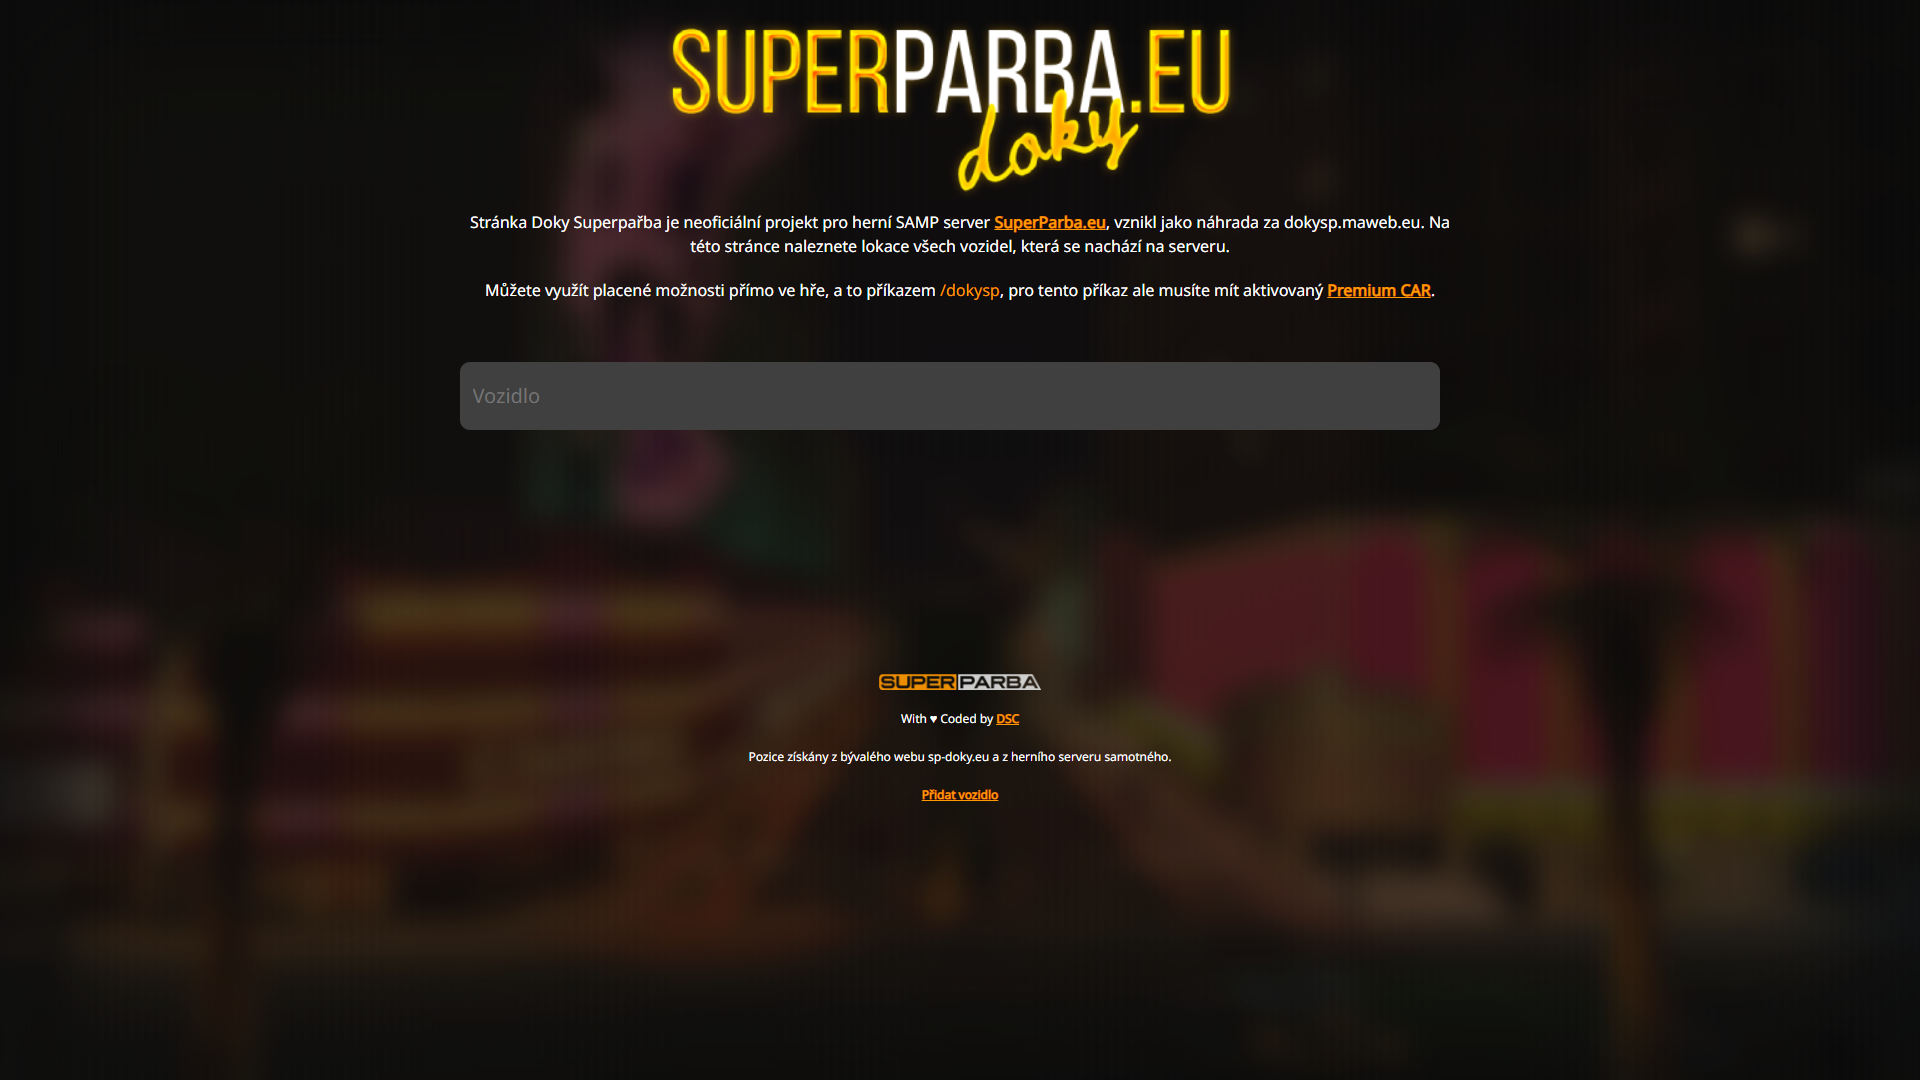 SUPERPARBA.EU
doky
Stránka Doky Superpařba je neoficiální projekt pro herní SAMP server SuperParba.eu, vznikl jako náhrada za dokysp.maweb.eu. Na
této stránce naleznete lokace všech vozidel, která se nachází na serveru.
Můžete využít placené možnosti přímo ve hře, a to příkazem /dokysp, pro tento příkaz ale musíte mít aktivovaný Premium CAR.
Vozidlo
SUPERPARBA
With ♥ Coded by DSC
Pozice získány z bývalého webu sp-doky.eu a z herního serveru samotného.
Přidat vozidlo